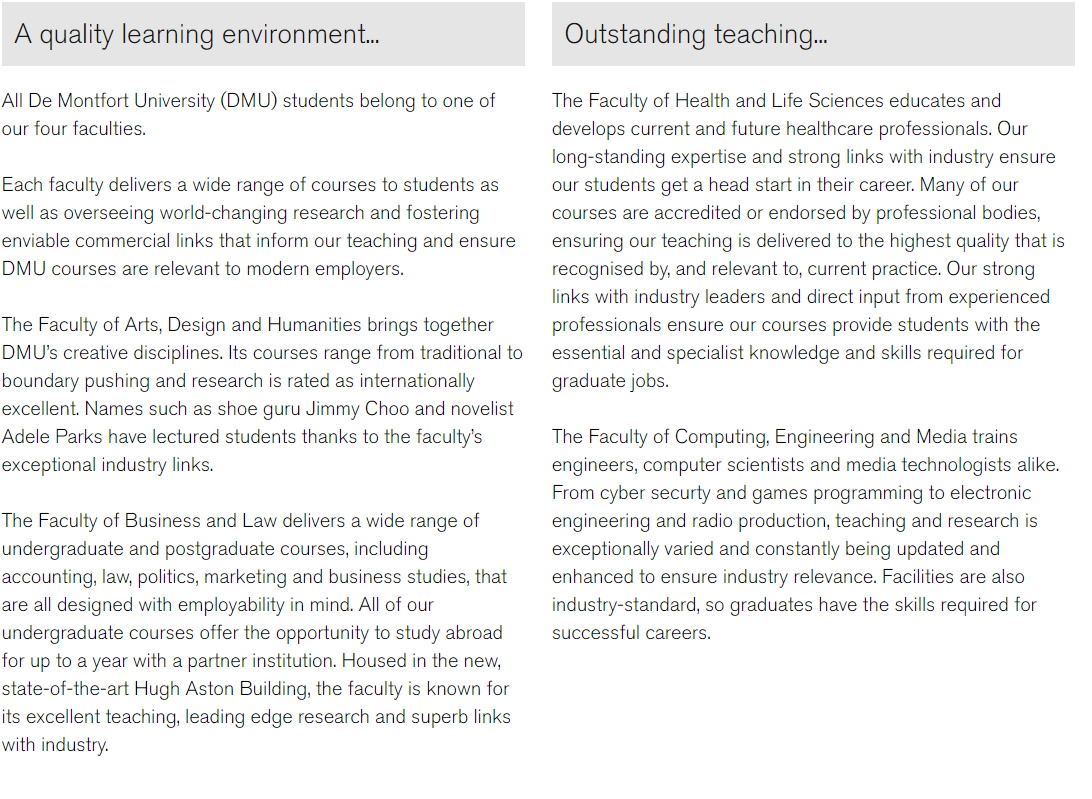 A quality learning environment...
All De Montfort University (DMU) students belong to one of
our four faculties.
Each faculty delivers a wide range of courses to students as
well as overseeing world-changing research and fostering
enviable commercial links that inform our teaching and ensure
DMU courses are relevant to modern employers.
The Faculty of Arts, Design and Humanities brings together
DMU's creative disciplines. Its courses range from traditional to
boundary pushing and research is rated as internationally
excellent. Names such as shoe guru Jimmy Choo and novelist
Adele Parks have lectured students thanks to the faculty's
exceptional industry links.
The Faculty of Business and Law delivers a wide range of
undergraduate and postgraduate courses, including
accounting, law, politics, marketing and business studies, that
are all designed with employability in mind. All of our
undergraduate courses offer the opportunity to study abroad
for up to a year with a partner institution. Housed in the new,
state-of-the-art Hugh Aston Building, the faculty is known for
its excellent teaching, leading edge research and superb links
with industry.
Outstanding teaching...
The Faculty of Health and Life Sciences educates and
develops current and future healthcare professionals. Our
long-standing expertise and strong links with industry ensure
our students get a head start in their career. Many of our
courses are accredited or endorsed by professional bodies,
ensuring our teaching is delivered to the highest quality that is
recognised by, and relevant to, current practice. Our strong
links with industry leaders and direct input from experienced
professionals ensure our courses provide students with the
essential and specialist knowledge and skills required for
graduate jobs.
The Faculty of Computing, Engineering and Media trains
engineers, computer scientists and media technologists alike.
From cyber securty and games programming to electronic
engineering and radio production, teaching and research is
exceptionally varied and constantly being updated and
enhanced to ensure industry relevance. Facilities are also
industry-standard, so graduates have the skills required for
successful careers.